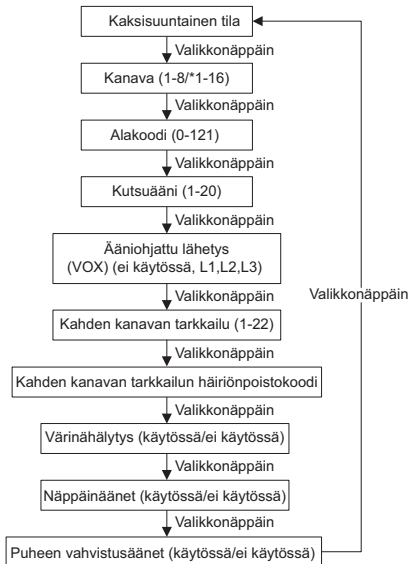 Kaksisuuntainen tila
Valikkonäppäin
Kanava (1-8/*1-16)
Valikkonäppäin
Alakoodi (0-121)
Valikkonäppäin
Kutsuääni (1-20)
Valikkonäppäin
Ääniohjattu lähetys
(VOX) (ei käytössä, L1,L2,L3)
Valikkonäppäin
Valikkonäppäin
Kahden kanavan tarkkailu (1-22)
Valikkonäppäin
Kahden kanavan tarkkailun häiriönpoistokoodi
Valikkonäppäin
Värinähälytys (käytössä/ei käytössä)
Valikkonäppäin
Näppäinäänet (käytössä/ei käytössä)
Valikkonäppäin
Puheen vahvistusäänet (käytössä/ei käytössä)